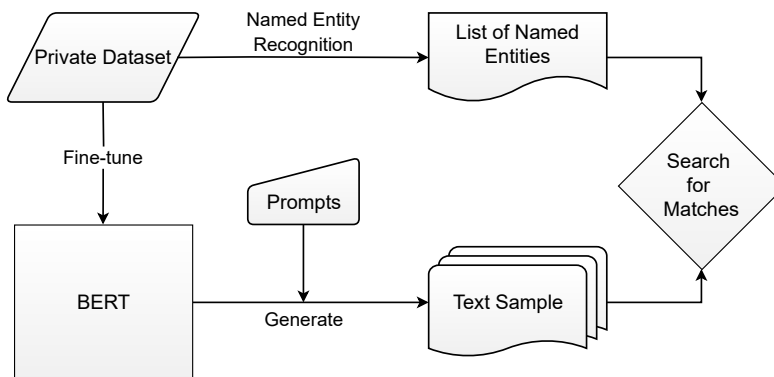 Named Entity
Recognition
Private Dataset
List of Named
Entities
Fine-tune
Search
for
Matches
Prompts
BERT
Generate
Text Sample